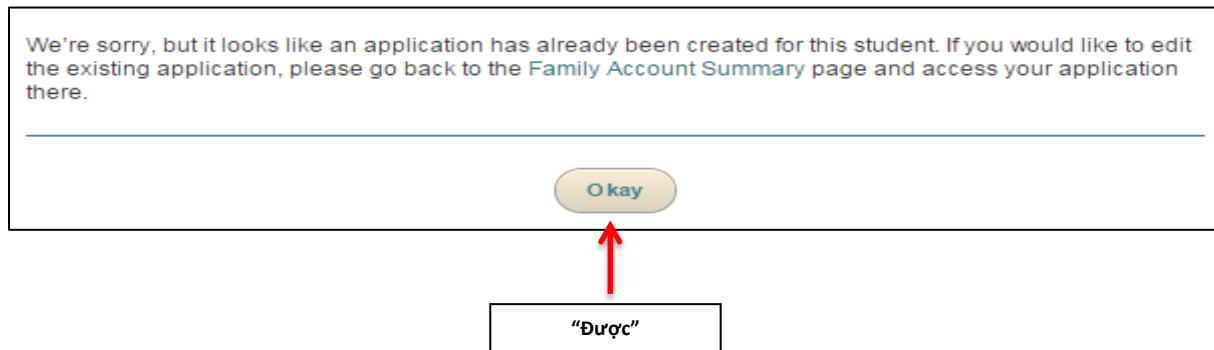 We’re sorry, but it looks like an application has already been created for this student. If you would like to edit
the existing application, please go back to the Family Account Summary page and access your application
there.
Okay
“Được”